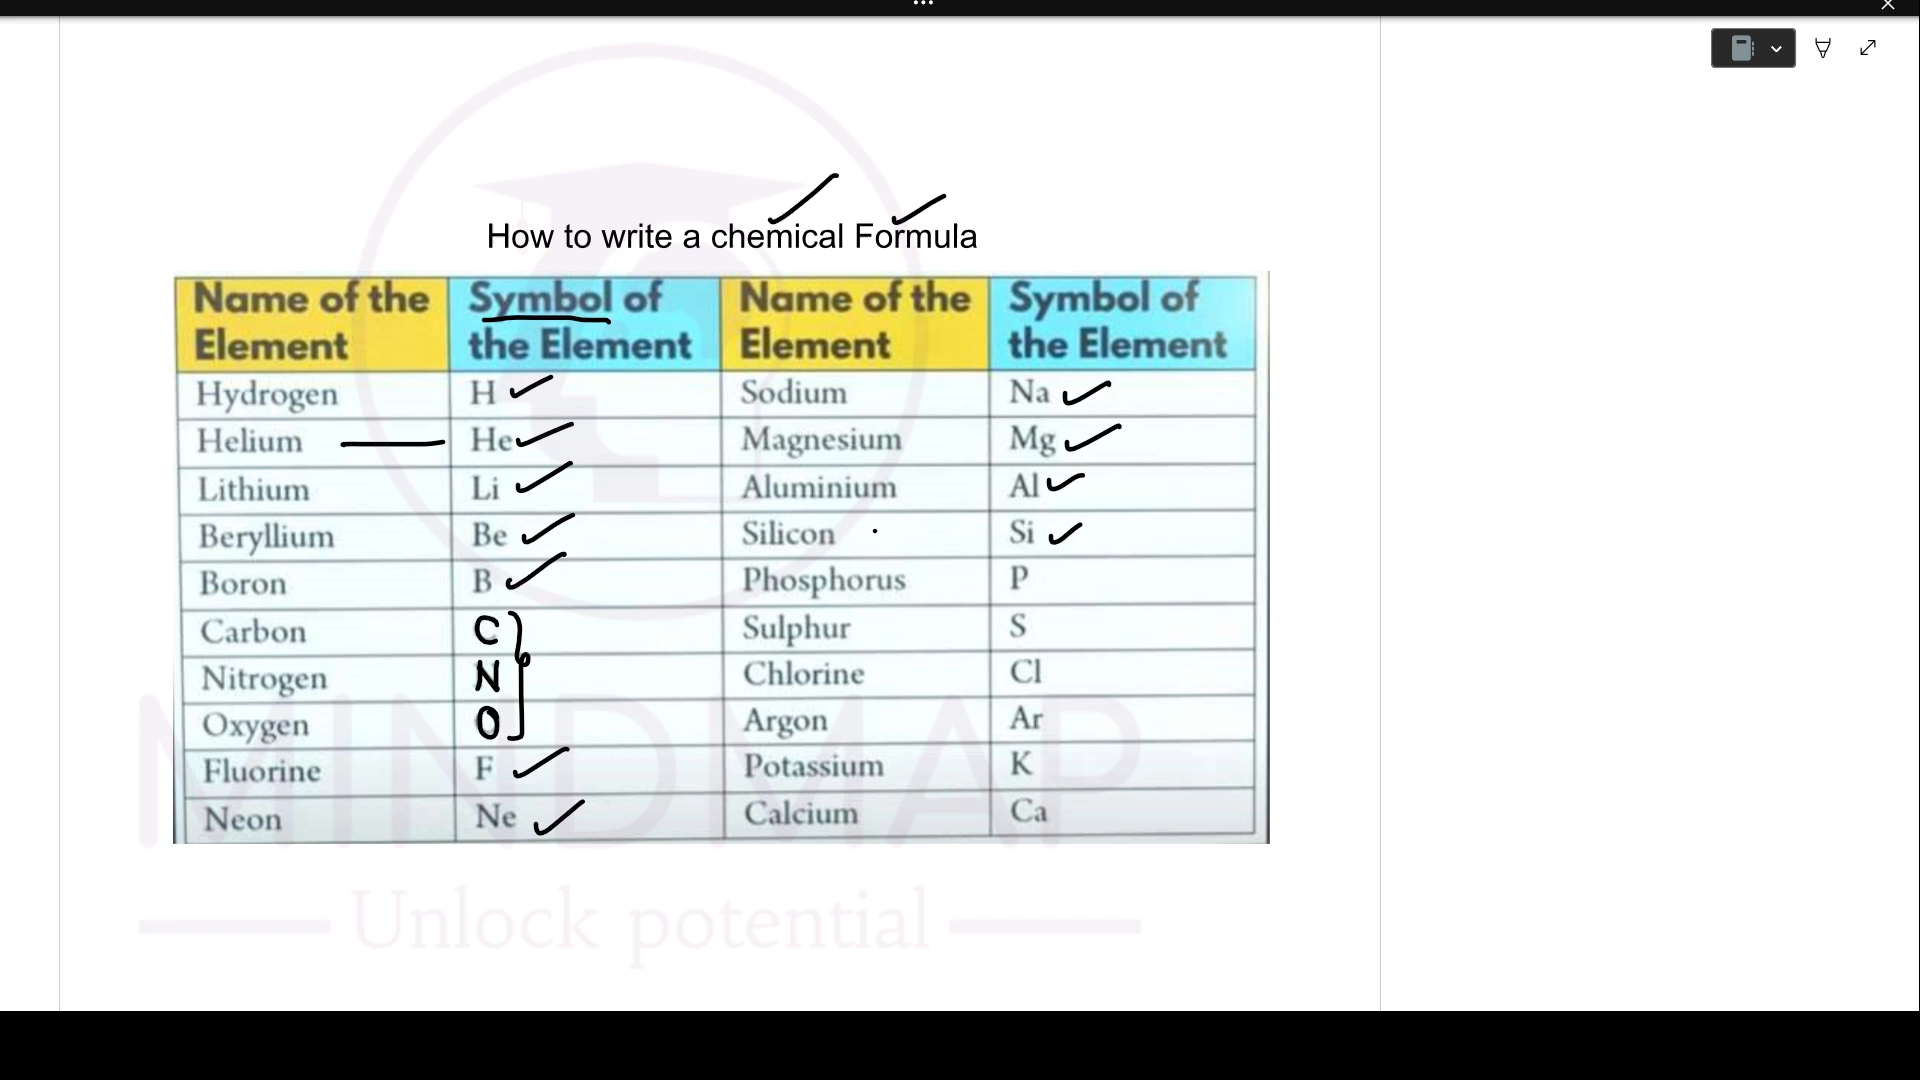 How to write a chemical Formula
Name of the Element Symbol of the Element Name of the Element Symbol of the Element
Hydrogen H Sodium Na
Helium He Magnesium Mg
Lithium Li Aluminium Al
Beryllium Be Silicon Si
Boron B Phosphorus P
Carbon C Sulphur S
Nitrogen N Chlorine Cl
Oxygen O Argon Ar
Fluorine F Potassium K
Neon Ne Calcium Ca
MINDMAP
Unlock potential